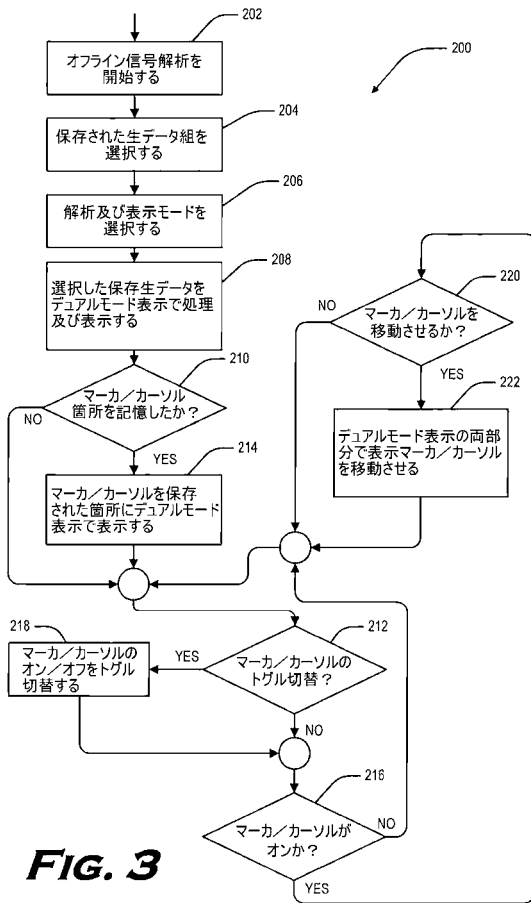 202
オフライン信号解析を
開始する
200
204
保存された生データ組を
選択する
206
解析及び表示モードを
選択する
208
選択した保存生データを
デュアルモード表示で処理
及び表示する
210
マーカ／カーソル
箇所を記憶したか？
NO
YES
214
マーカ／カーソルを保存
された箇所にデュアルモード
表示で表示する
220
マーカ／カーソルを
移動させるか？
NO
YES
222
デュアルモード表示の両部
分で表示マーカ／カーソル
を移動させる
212
マーカ／カーソルの
トグル切替？
YES
NO
218
マーカ／カーソルの
オン／オフをトグル
切替する
216
マーカ／カーソルが
オンか？
NO
YES
FIG. 3